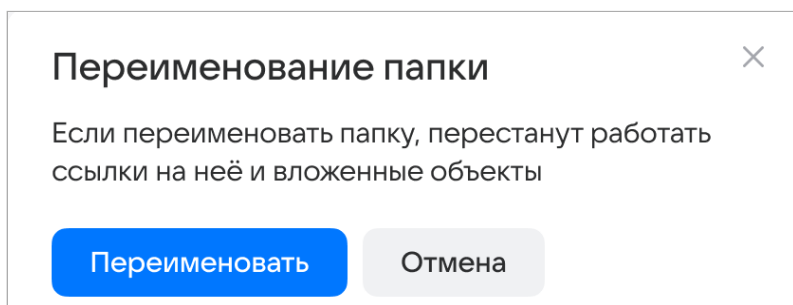 Переименование папки
Если переименовать папку, перестанут работать
ссылки на неё и вложенные объекты
Переименовать
Отмена